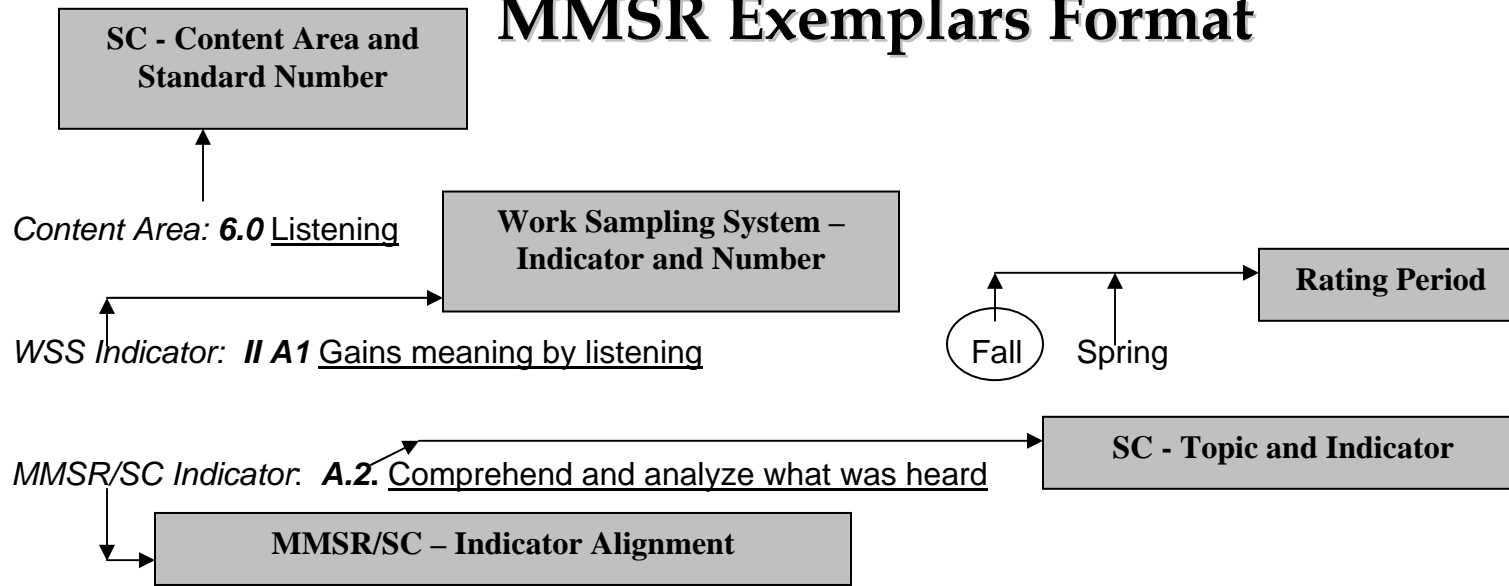 MMSR Exemplars Format
SC - Content Area and
Standard Number
Content Area: 6.0 Listening
Work Sampling System –
Indicator and Number
Rating Period
WSS Indicator: II A1 Gains meaning by listening
Fall Spring
SC - Topic and Indicator
MMSR/SC Indicator: A.2. Comprehend and analyze what was heard
MMSR/SC – Indicator Alignment